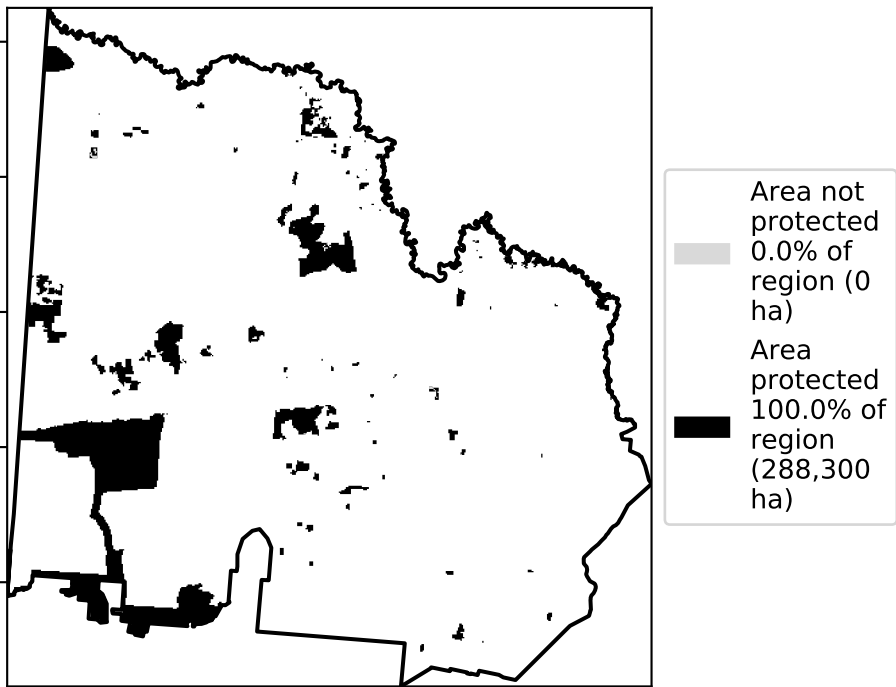 Area not
protected
0.0% of
region (0
ha)
Area
protected
100.0% of
region
(288,300
ha)